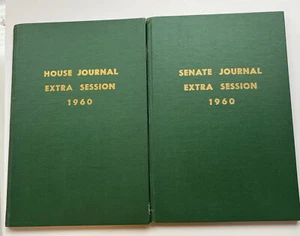 HOUSE JOURNAL
EXTRA SESSION
1960
SENATE JOURNAL
EXTRA SESSION
1960